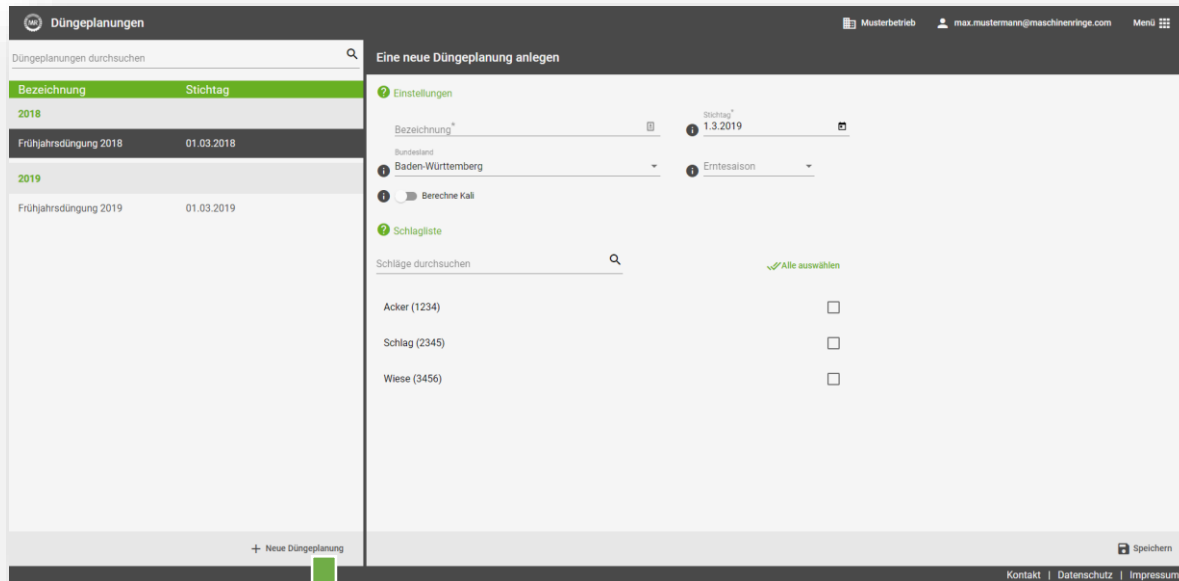 MR Düngeplanungen
Musterbetrieb max.mustermann@maschinenringe.com Menü
Düngeplanungen durchsuchen
Bezeichnung Stichtag
2018
Frühjahrsdüngung 2018 01.03.2018
2019
Frühjahrsdüngung 2019 01.03.2019
+ Neue Düngeplanung
Eine neue Düngeplanung anlegen
? Einstellungen
Bezeichnung*
Stichtag*
i 1.3.2019
Bundesland
i Baden-Württemberg
i Erntesaison
i Berechne Kali
? Schlagliste
Schläge durchsuchen
Alle auswählen
Acker (1234)
Schlag (2345)
Wiese (3456)
Speichern
Kontakt | Datenschutz | Impressum